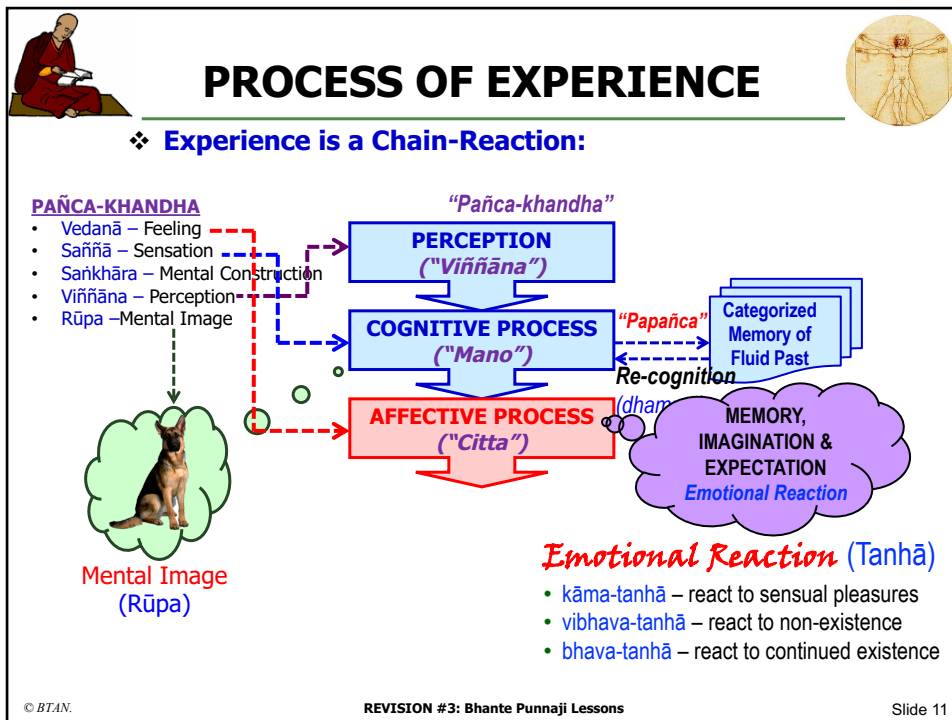 PROCESS OF EXPERIENCE
❖ Experience is a Chain-Reaction:
PAÑCA-KHANDHA
• Vedanā – Feeling
• Saññā – Sensation
• Saṅkhāra – Mental Construction
• Viññāna – Perception
• Rūpa –Mental Image
Mental Image
(Rūpa)
“Pañca-khandha”
PERCEPTION
(“Viññāna”)
COGNITIVE PROCESS
(“Mano”)
AFFECTIVE PROCESS
(“Citta”)
“Papañca”
Re-cognition
Categorized
Memory of
Fluid Past
MEMORY,
IMAGINATION &
EXPECTATION
Emotional Reaction
Emotional Reaction (Tanhā)
• kāma-tanhā – react to sensual pleasures
• vibhava-tanhā – react to non-existence
• bhava-tanhā – react to continued existence
© BTAN.
REVISION #3: Bhante Punnaji Lessons
Slide 11